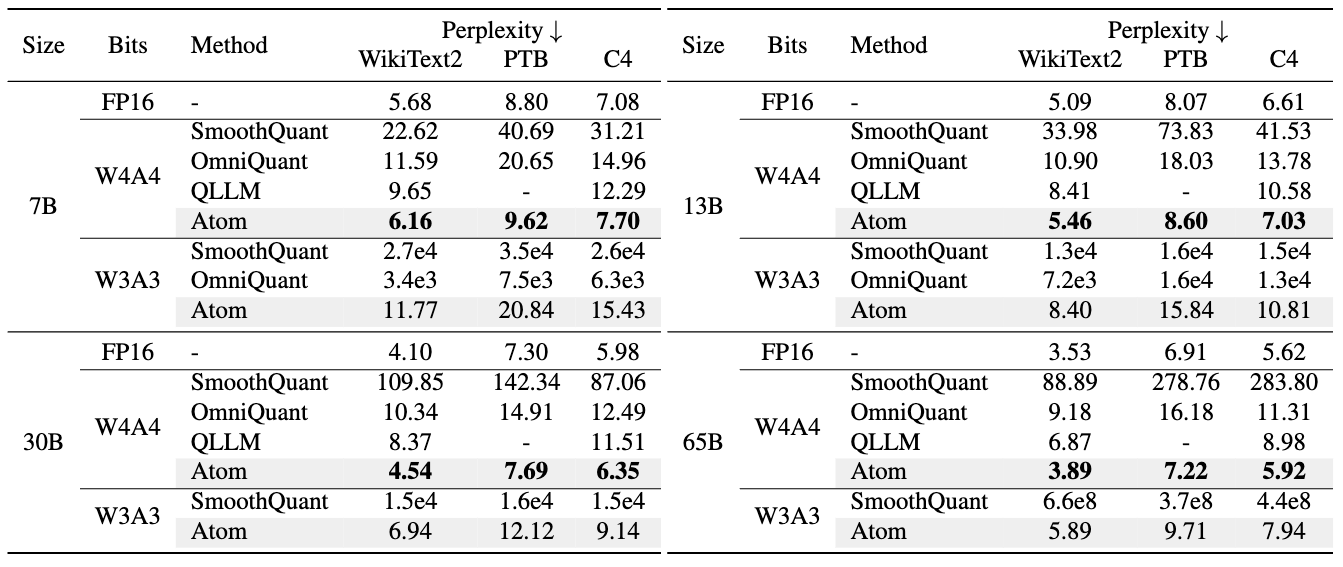 Size Bits Method Perplexity ↓ Size Bits Method Perplexity ↓
WikiText2 PTB C4 WikiText2 PTB C4
FP16 - 5.68 8.80 7.08 FP16 - 5.09 8.07 6.61
SmoothQuant 22.62 40.69 31.21 SmoothQuant 33.98 73.83 41.53
OmniQuant 11.59 20.65 14.96 OmniQuant 10.90 18.03 13.78
W4A4 W4A4
QLLM 9.65 - 12.29 QLLM 8.41 - 10.58
7B Atom 6.16 9.62 7.70 13B Atom 5.46 8.60 7.03
SmoothQuant 2.7e4 3.5e4 2.6e4 SmoothQuant 1.3e4 1.6e4 1.5e4
W3A3 OmniQuant 3.4e3 7.5e3 6.3e3 W3A3 OmniQuant 7.2e3 1.6e4 1.3e4
Atom 11.77 20.84 15.43 Atom 8.40 15.84 10.81
FP16 - 4.10 7.30 5.98 FP16 - 3.53 6.91 5.62
SmoothQuant 109.85 142.34 87.06 SmoothQuant 88.89 278.76 283.80
OmniQuant 10.34 14.91 12.49 OmniQuant 9.18 16.18 11.31
W4A4 W4A4
30B QLLM 8.37 - 11.51 65B QLLM 6.87 - 8.98
Atom 4.54 7.69 6.35 Atom 3.89 7.22 5.92
SmoothQuant 1.5e4 1.6e4 1.5e4 SmoothQuant 6.6e8 3.7e8 4.4e8
W3A3 W3A3
Atom 6.94 12.12 9.14 Atom 5.89 9.71 7.94